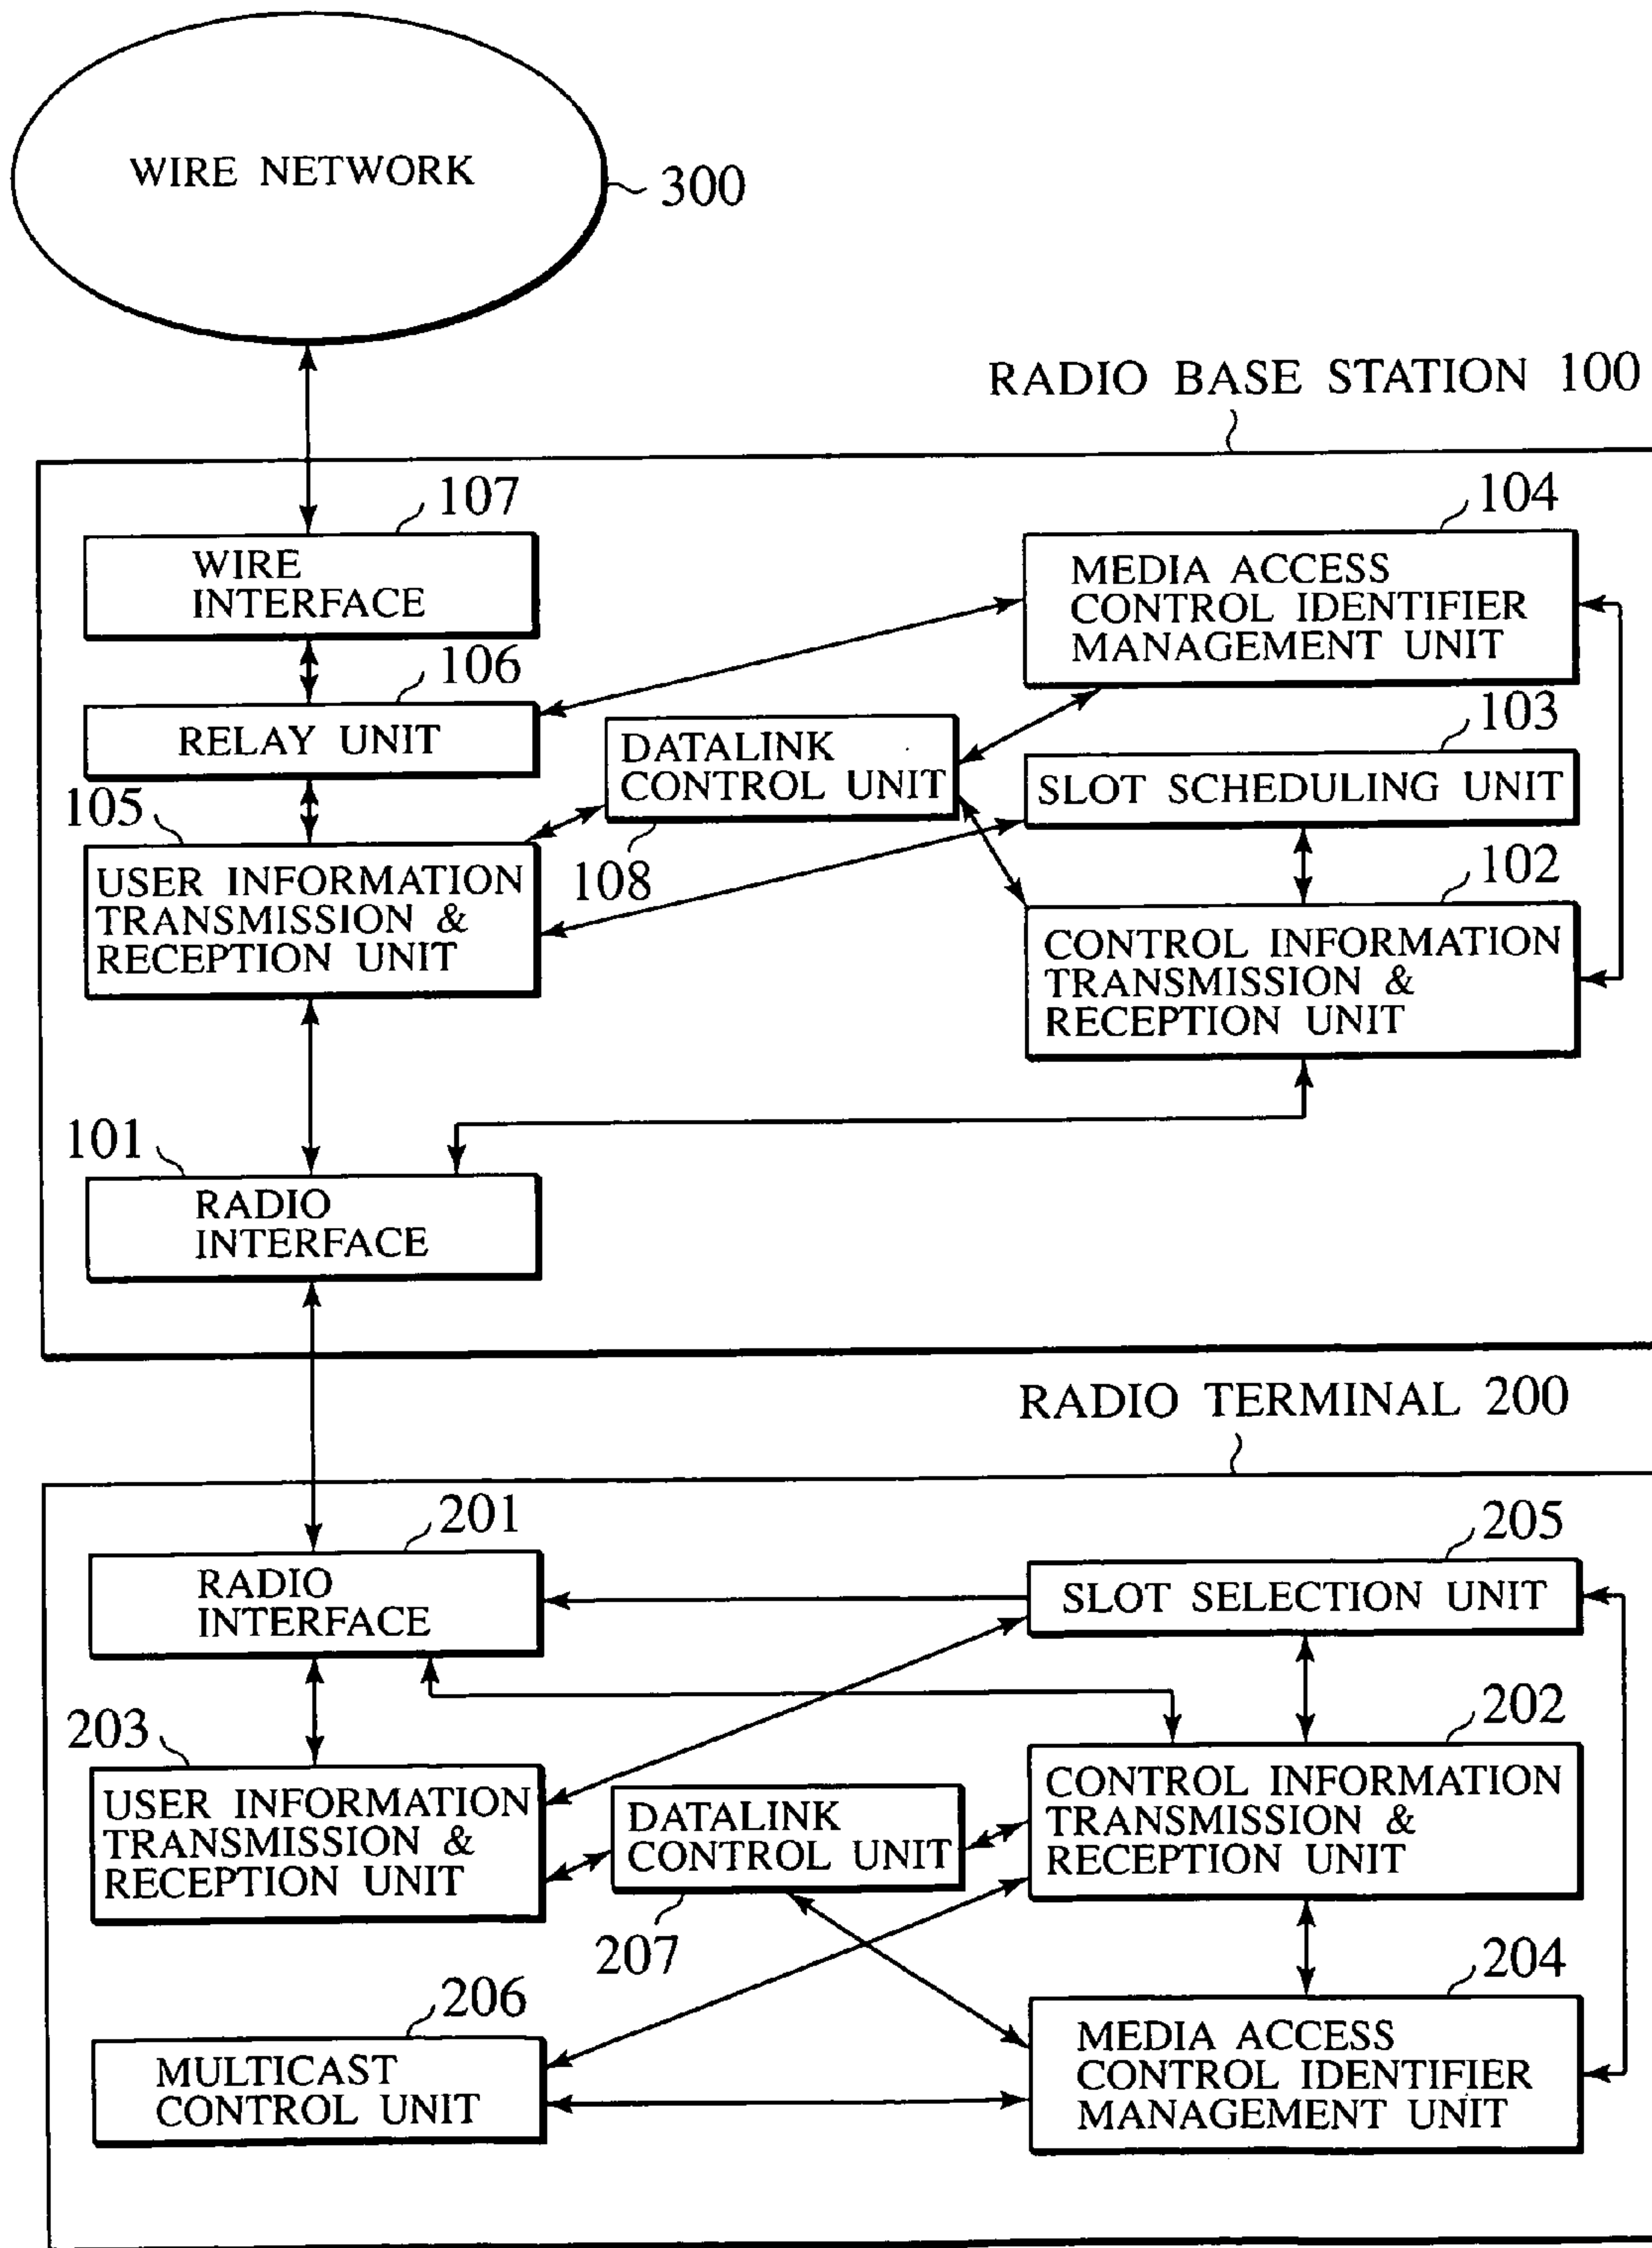 WIRE NETWORK
300
RADIO BASE STATION 100
107
WIRE
INTERFACE
104
MEDIA ACCESS
CONTROL IDENTIFIER
MANAGEMENT UNIT
106
RELAY UNIT
DATALINK
CONTROL UNIT
108
103
SLOT SCHEDULING UNIT
105
USER INFORMATION
TRANSMISSION &
RECEPTION UNIT
102
CONTROL INFORMATION
TRANSMISSION &
RECEPTION UNIT
101
RADIO
INTERFACE
RADIO TERMINAL 200
201
RADIO
INTERFACE
205
SLOT SELECTION UNIT
203
USER INFORMATION
TRANSMISSION &
RECEPTION UNIT
DATALINK
CONTROL UNIT
207
202
CONTROL INFORMATION
TRANSMISSION &
RECEPTION UNIT
206
MULTICAST
CONTROL UNIT
204
MEDIA ACCESS
CONTROL IDENTIFIER
MANAGEMENT UNIT